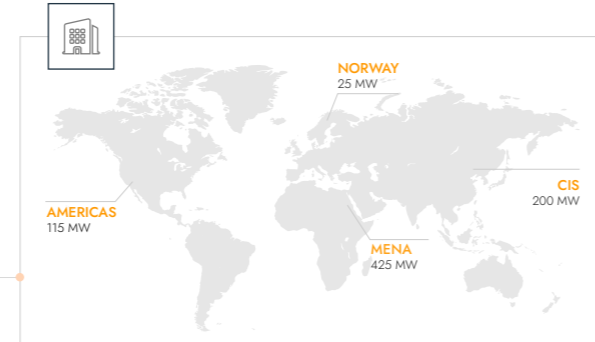 NORWAY
25 MW
CIS
200 MW
AMERICAS
115 MW
MENA
425 MW